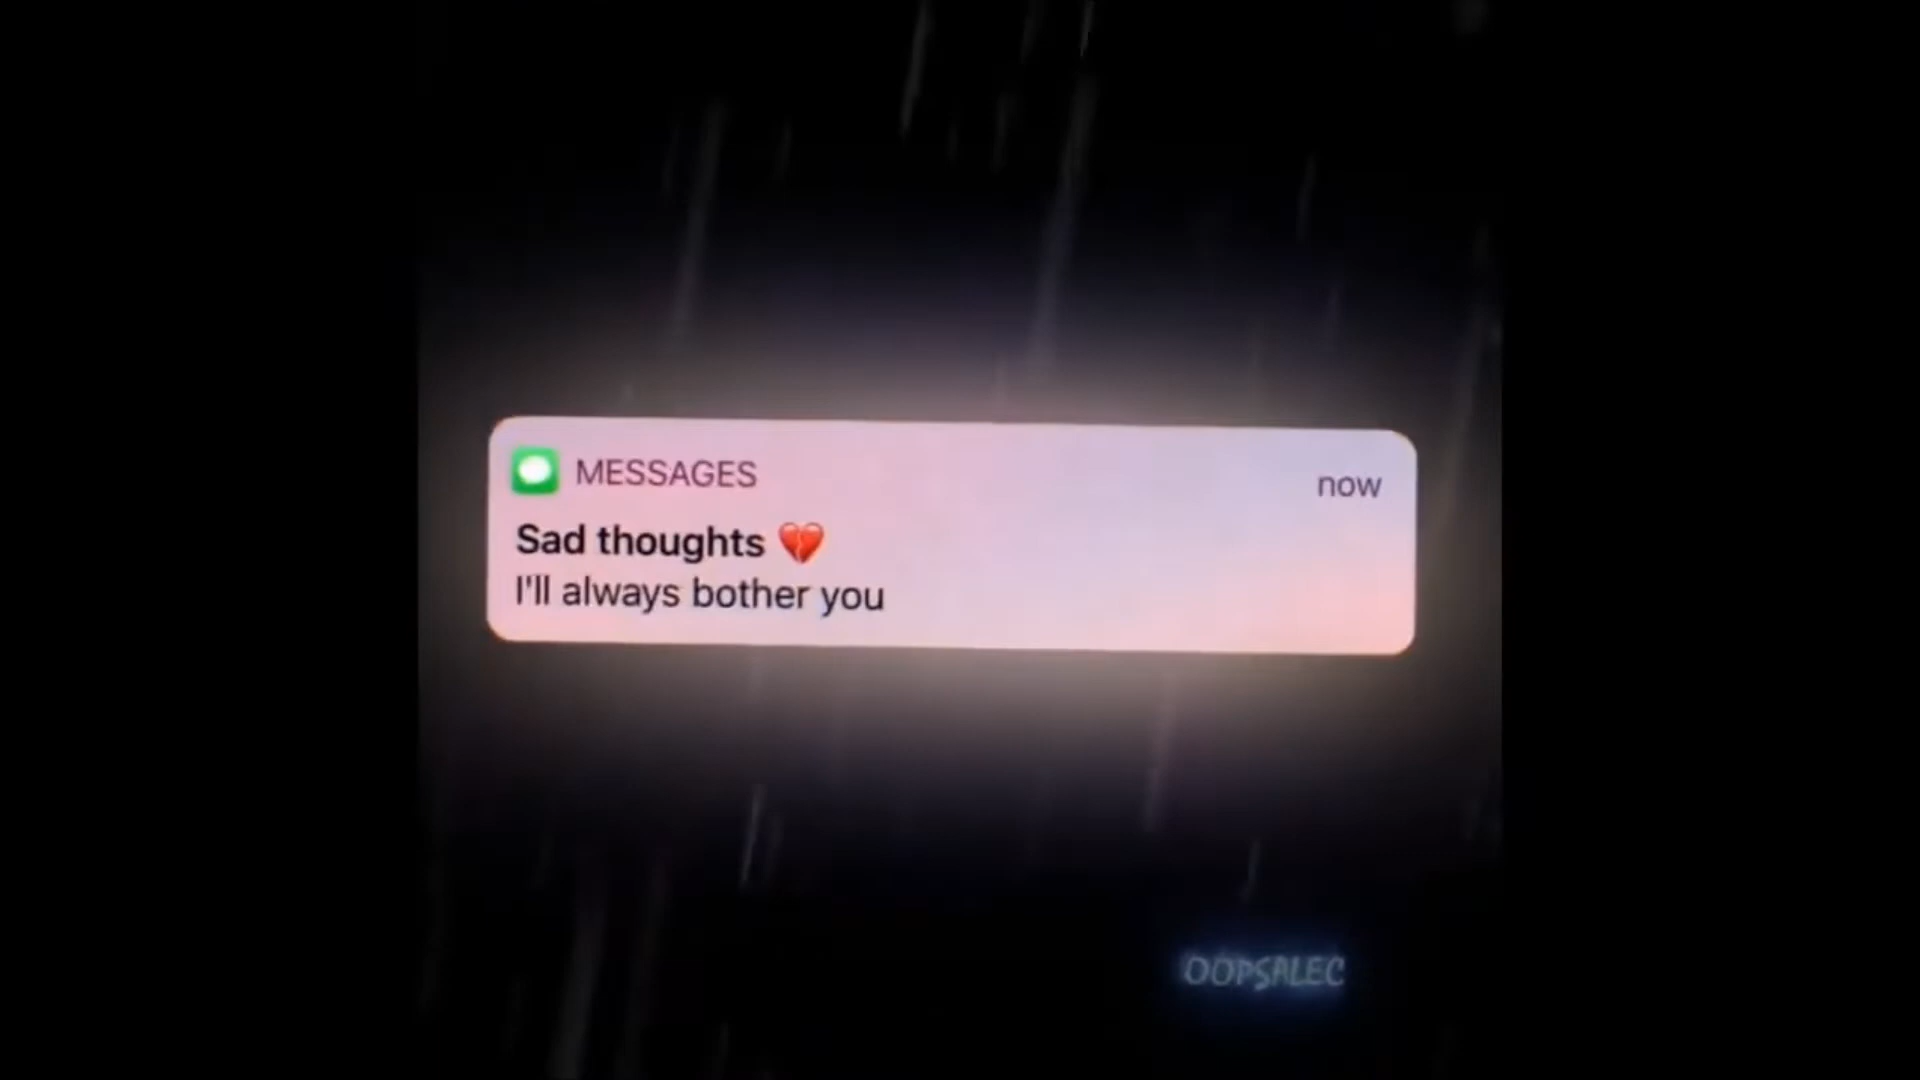 MESSAGES
now
Sad thoughts 💔
I'll always bother you
OOPSALEC